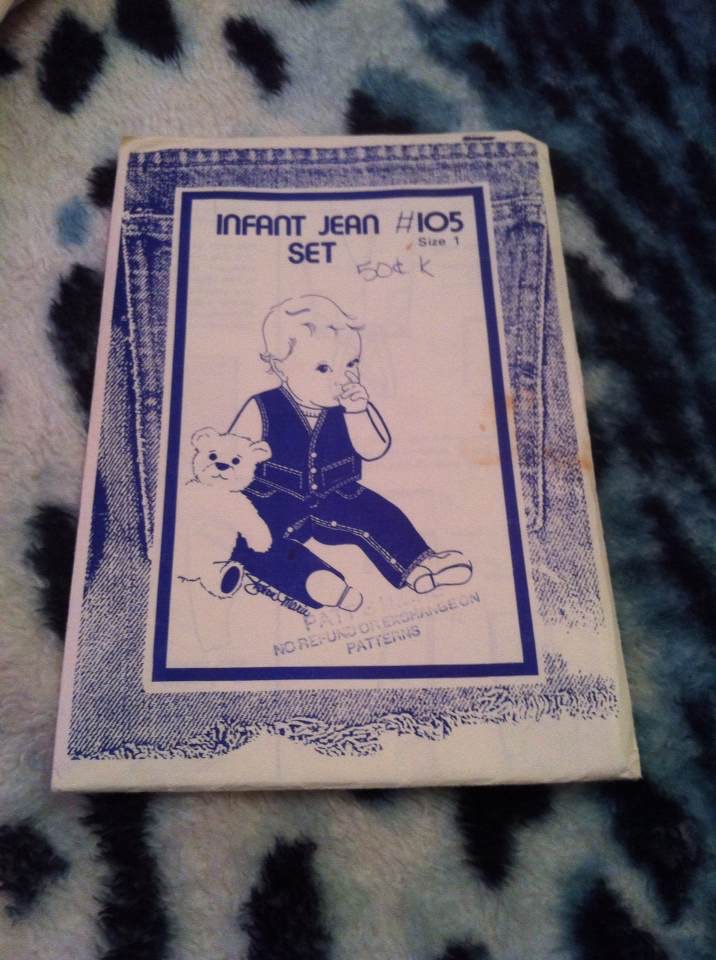 INFANT JEAN #105
SET Size 1
50¢ K
NO REFUND OR EXCHANGE ON
PATTERNS